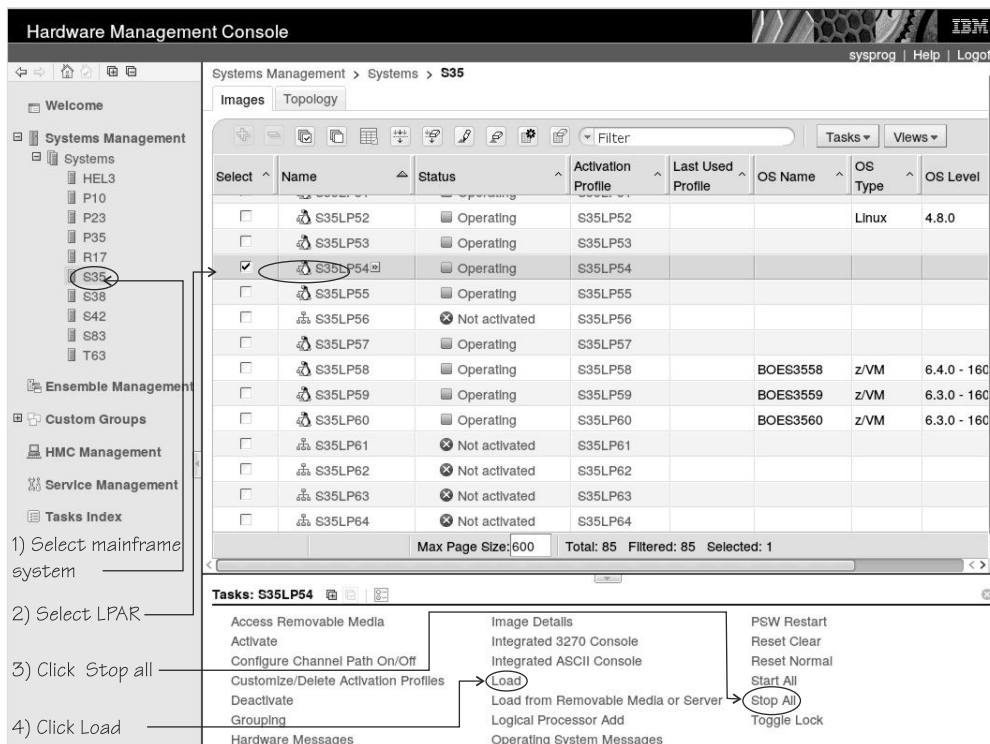 Hardware Management Console
IBM
sysprog | Help | Logof
Systems Management > Systems > S35
Images Topology
Welcome
Systems Management
Systems
HEL3
P10
P23
P35
R17
S35
S38
S42
S83
T63
Ensemble Management
Custom Groups
HMC Management
Service Management
Tasks Index
1) Select mainframe
system
2) Select LPAR
3) Click Stop all
4) Click Load
Filter Tasks Views
Select Name Status Activation Profile Last Used Profile OS Name OS Type OS Level
S35LP52 Operating S35LP52 Linux 4.8.0
S35LP53 Operating S35LP53
S35LP54 Operating S35LP54
S35LP55 Operating S35LP55
S35LP56 Not activated S35LP56
S35LP57 Operating S35LP57
S35LP58 Operating S35LP58 BOES3558 z/VM 6.4.0 - 160
S35LP59 Operating S35LP59 BOES3559 z/VM 6.3.0 - 160
S35LP60 Operating S35LP60 BOES3560 z/VM 6.3.0 - 160
S35LP61 Not activated S35LP61
S35LP62 Not activated S35LP62
S35LP63 Not activated S35LP63
S35LP64 Not activated S35LP64
Max Page Size: 600 Total: 85 Filtered: 85 Selected: 1
Tasks: S35LP54
Access Removable Media
Activate
Configure Channel Path On/Off
Customize/Delete Activation Profiles
Deactivate
Grouping
Hardware Messages
Image Details
Integrated 3270 Console
Integrated ASCII Console
Load
Load from Removable Media or Server
Logical Processor Add
Operating System Messages
PSW Restart
Reset Clear
Reset Normal
Start All
Stop All
Toggle Lock